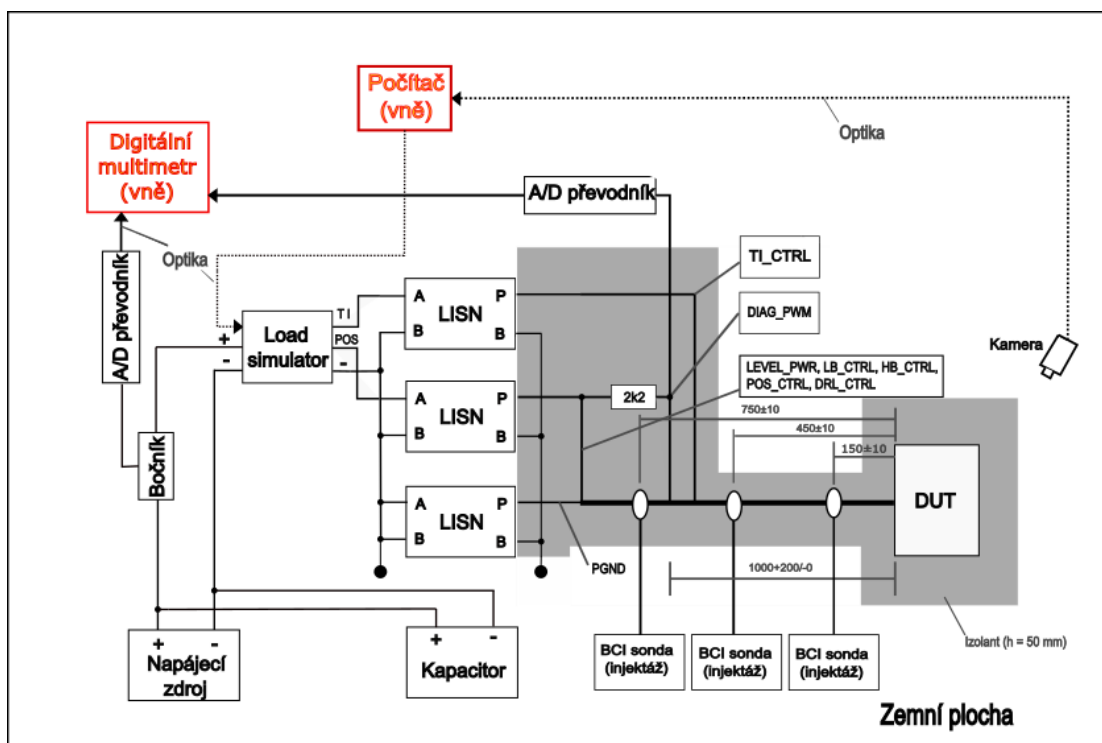 Počítač
(vně)
Optika
Digitální
multimetr
(vně)
A/D převodník
A/D převodník
Optika
TI_CTRL
DIAG_PWM
Kamera
LEVEL_PWR, LB_CTRL, HB_CTRL,
POS_CTRL, DRL_CTRL
A
LISN
P
B
B
T I
POS
-
+
-
Load
simulator
A
LISN
P
B
B
2k2
750±10
450±10
150±10
Bočník
DUT
A
LISN
P
B
B
PGND
1000+200/-0
Izolant (h = 50 mm)
+
-
Napájecí
zdroj
+
-
Kapacitor
BCI sonda
(injektáž)
BCI sonda
(injektáž)
BCI sonda
(injektáž)
Zemní plocha